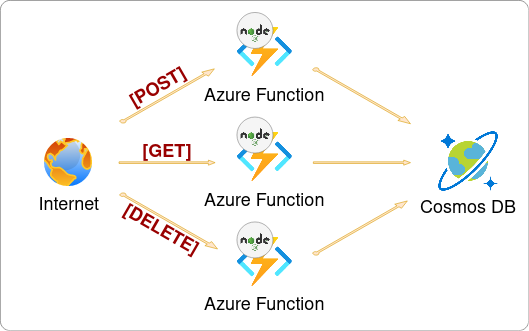 node
[POST]
Azure Function
node
[GET]
Azure Function
Internet
Cosmos DB
[DELETE]
node
Azure Function